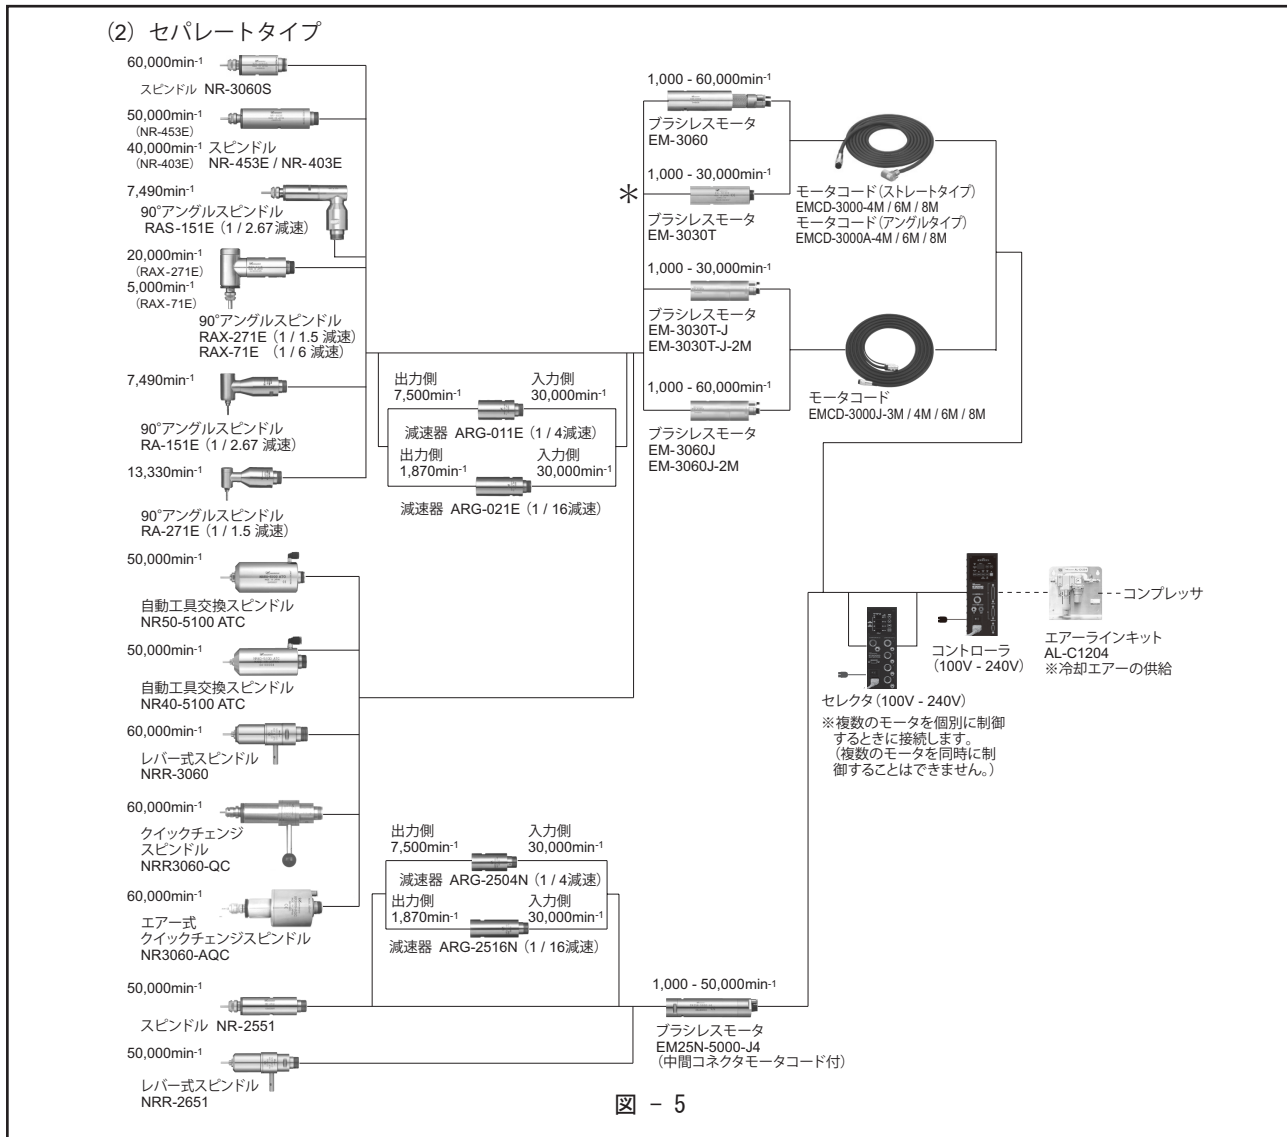 (2) セパレートタイプ
60,000min-1
スピンドル NR-3060S
50,000min-1
(NR-453E)
40,000min-1
(NR-403E)
スピンドル
NR-453E / NR-403E
7,490min-1
90°アングルスピンドル
RAS-151E (1 / 2.67 減速)
20,000min-1
(RAX-271E)
5,000min-1
(RAX-71E)
90°アングルスピンドル
RAX-271E (1 / 1.5 減速)
RAX-71E (1 / 6 減速)
7,490min-1
90°アングルスピンドル
RA-151E (1 / 2.67 減速)
13,330min-1
90°アングルスピンドル
RA-271E (1 / 1.5 減速)
50,000min-1
自動工具交換スピンドル
NR50-5100 ATC
50,000min-1
自動工具交換スピンドル
NR40-5100 ATC
60,000min-1
レバー式スピンドル
NRR-3060
60,000min-1
クイックチェンジ
スピンドル
NRR3060-QC
60,000min-1
エアー式
クイックチェンジスピンドル
NR3060-AQC
50,000min-1
スピンドル NR-2551
50,000min-1
レバー式スピンドル
NRR-2651
出力側 入力側
7,500min-1 30,000min-1
減速器 ARG-011E (1 / 4減速)
出力側 入力側
1,870min-1 30,000min-1
減速器 ARG-021E (1 / 16減速)
出力側 入力側
7,500min-1 30,000min-1
減速器 ARG-2504N (1 / 4減速)
出力側 入力側
1,870min-1 30,000min-1
減速器 ARG-2516N (1 / 16減速)
1,000 - 60,000min-1
ブラシレスモータ
EM-3060
*
1,000 - 30,000min-1
ブラシレスモータ
EM-3030T
1,000 - 30,000min-1
ブラシレスモータ
EM-3030T-J
EM-3030T-J-2M
1,000 - 60,000min-1
ブラシレスモータ
EM-3060J
EM-3060J-2M
1,000 - 50,000min-1
ブラシレスモータ
EM25N-5000-J4
(中間コネクタモータコード付)
モータコード(ストレートタイプ)
EMCD-3000-4M / 6M / 8M
モータコード(アングルタイプ)
EMCD-3000A-4M / 6M / 8M
モータコード
EMCD-3000J-3M / 4M / 6M / 8M
セレクタ(100V - 240V)
※複数のモータを個別に制御
するときに接続します。
(複数のモータを同時に制
御することはできません。)
コントローラ
(100V - 240V)
コンプレッサ
エアーラインキット
AL-C1204
※冷却エアーの供給
図 - 5